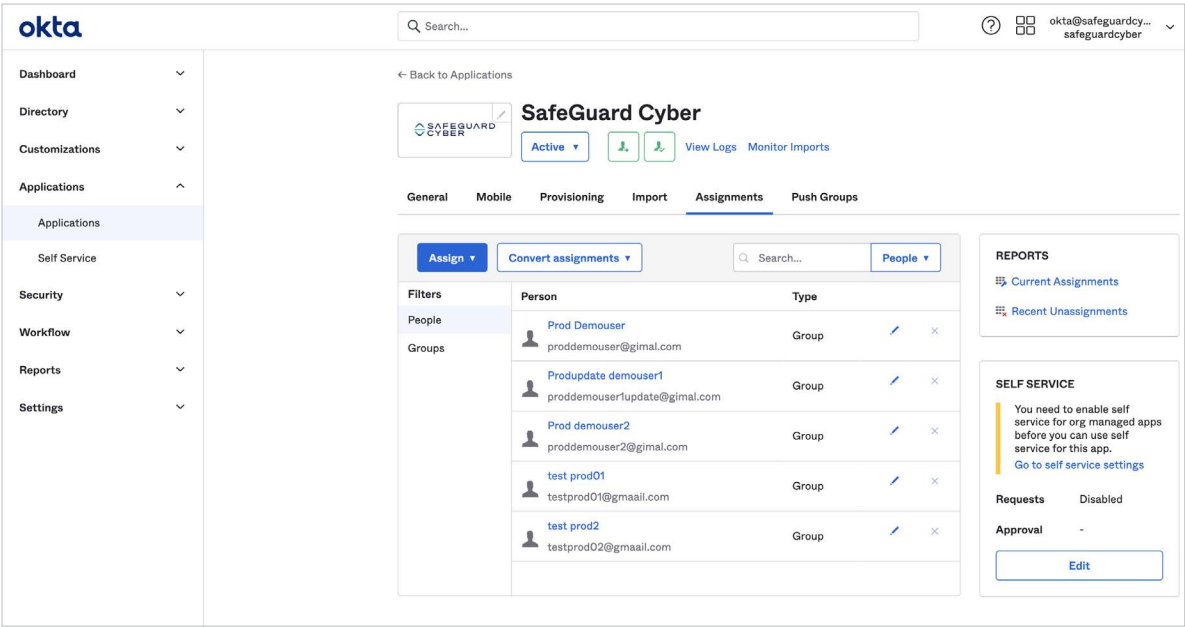 okta
Search...
okta@safeguardcy...
safeguardcyber
Dashboard
Directory
Customizations
Applications
Applications
Self Service
Security
Workflow
Reports
Settings
← Back to Applications
SAFEGUARD
CYBER
SafeGuard Cyber
Active ▼
View Logs Monitor Imports
General Mobile Provisioning Import Assignments Push Groups
Assign ▼ Convert assignments ▼ Search... People ▼
Filters
People
Groups
Person Type
Prod Demouser
proddemouser@gimal.com
Group
Produpdate demouser1
proddemouser1update@gimal.com
Group
Prod demouser2
proddemouser2@gimal.com
Group
test prod01
testprod01@gmaail.com
Group
test prod2
testprod02@gmaail.com
Group
REPORTS
Current Assignments
Recent Unassignments
SELF SERVICE
You need to enable self
service for org managed apps
before you can use self
service for this app.
Go to self service settings
Requests Disabled
Approval -
Edit